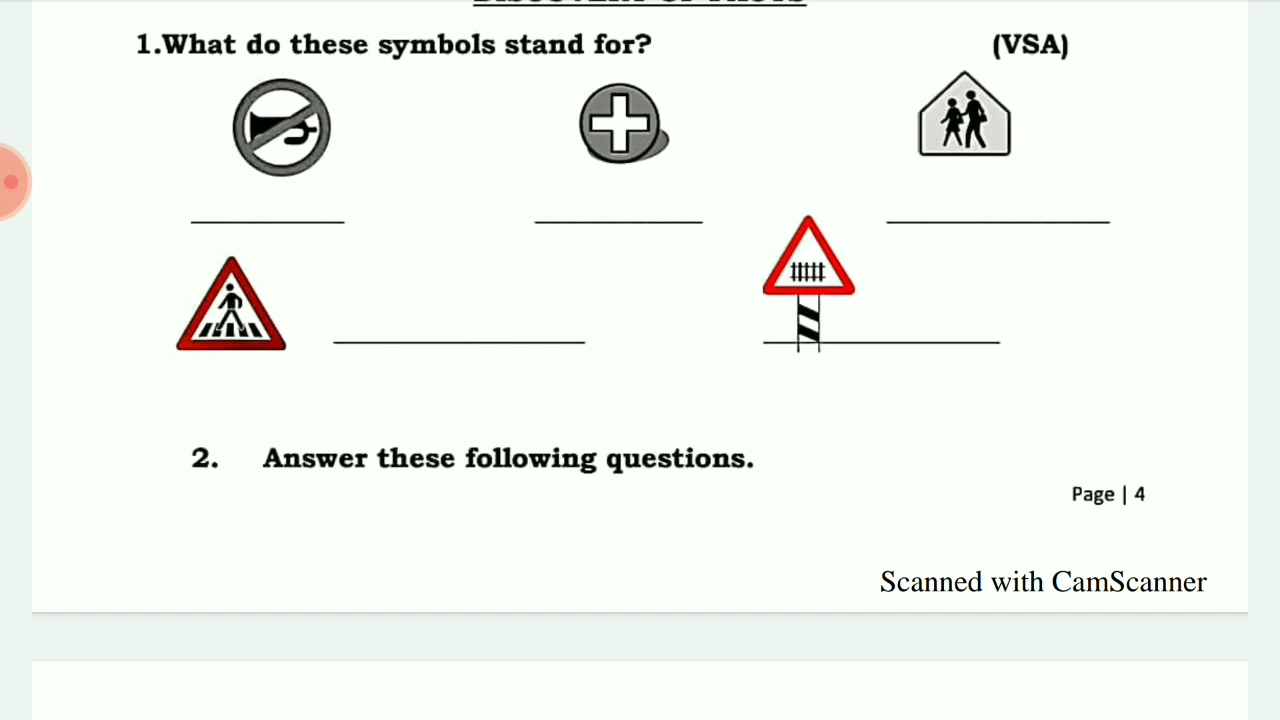 1.What do these symbols stand for? (VSA)
2. Answer these following questions.
Page | 4
Scanned with CamScanner